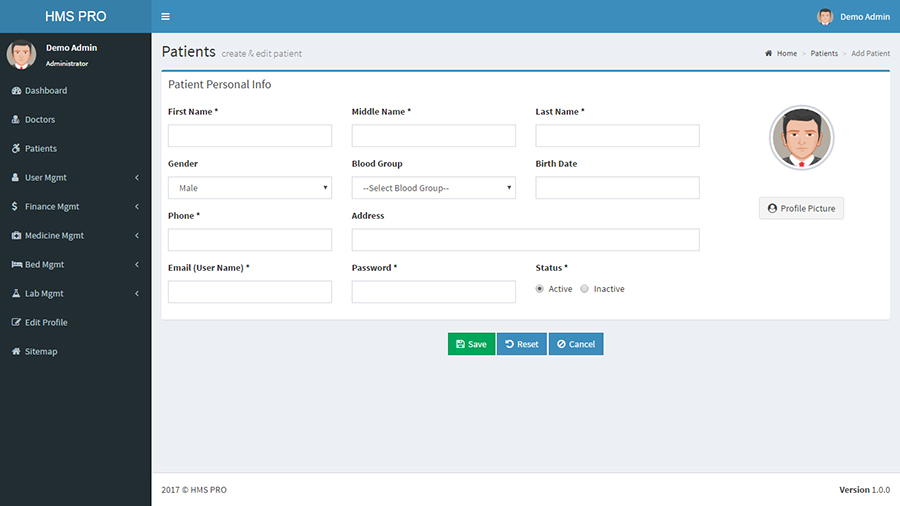 HMS PRO
Demo Admin
Demo Admin
Administrator
Dashboard
Doctors
Patients
User Mgmt
Finance Mgmt
Medicine Mgmt
Bed Mgmt
Lab Mgmt
Edit Profile
Sitemap
Patients create & edit patient
Home > Patients > Add Patient
Patient Personal Info
First Name * Middle Name * Last Name *
Gender Blood Group Birth Date
Male --Select Blood Group--
Profile Picture
Phone * Address
Email (User Name) * Password * Status *
Active Inactive
Save Reset Cancel
2017 © HMS PRO Version 1.0.0